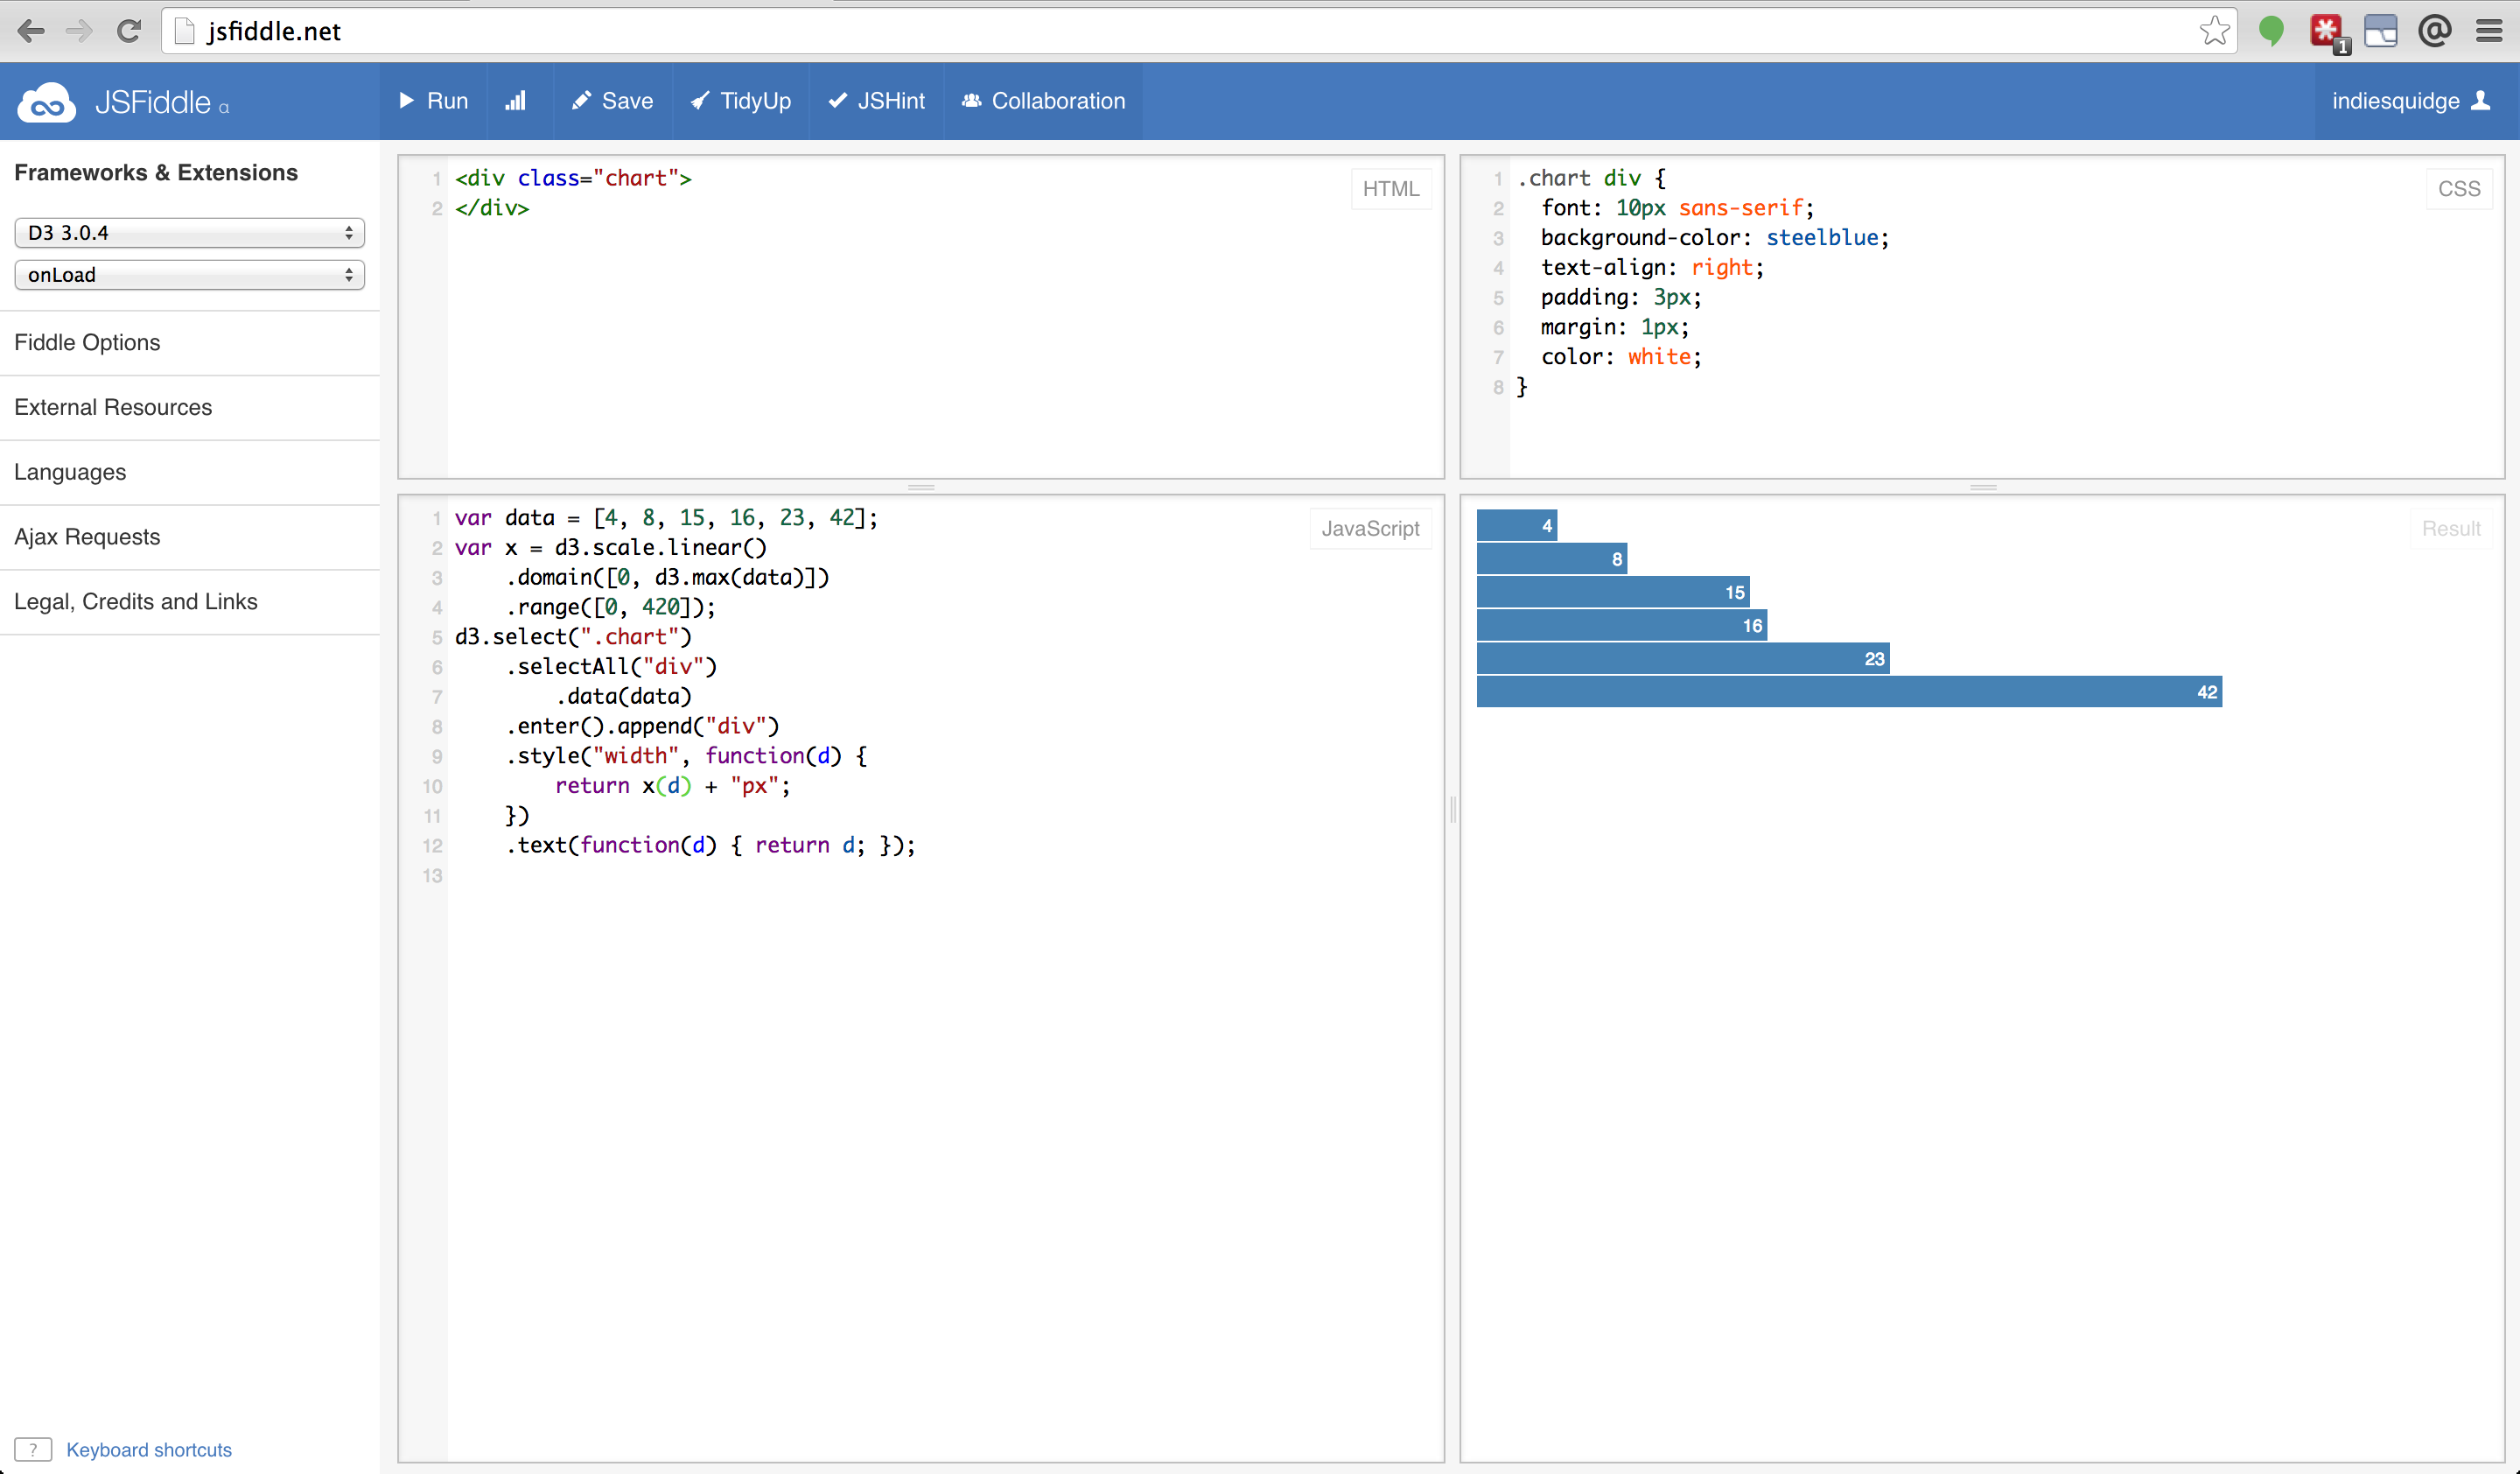 jsfiddle.net
1
JSFiddle α
Run
Save
TidyUp
JSHint
Collaboration
indiesquidge
Frameworks & Extensions
D3 3.0.4
onLoad
Fiddle Options
External Resources
Languages
Ajax Requests
Legal, Credits and Links
? Keyboard shortcuts
HTML
1 <div class="chart">
2 </div>
CSS
1 .chart div {
2 font: 10px sans-serif;
3 background-color: steelblue;
4 text-align: right;
5 padding: 3px;
6 margin: 1px;
7 color: white;
8 }
JavaScript
1 var data = [4, 8, 15, 16, 23, 42];
2 var x = d3.scale.linear()
3 .domain([0, d3.max(data)])
4 .range([0, 420]);
5 d3.select(".chart")
6 .selectAll("div")
7 .data(data)
8 .enter().append("div")
9 .style("width", function(d) {
10 return x(d) + "px";
11 })
12 .text(function(d) { return d; });
13
Result
4
8
15
16
23
42